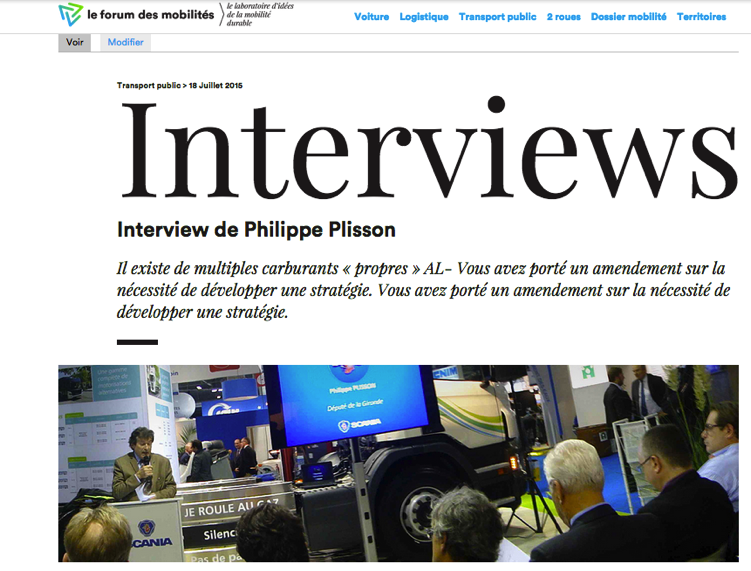 le forum des mobilités
le laboratoire d'idées
de la mobilité
durable
Voiture Logistique Transport public 2 roues Dossier mobilité Territoires
Voir Modifier
Transport public > 18 Juillet 2015
Interviews
Interview de Philippe Plisson
Il existe de multiples carburants « propres » AL- Vous avez porté un amendement sur la
nécessité de développer une stratégie. Vous avez porté un amendement sur la nécessité de
développer une stratégie.
Philippe PLISSON
Député de la Gironde
SCANIA
JE ROULE AU GAZ
Silenci
Pas de pa
SCANIA